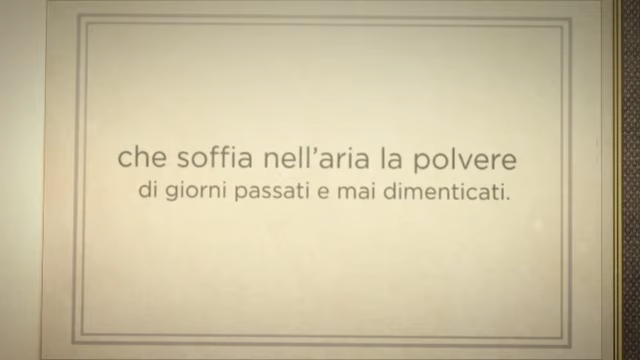 che soffia nell'aria la polvere
di giorni passati e mai dimenticati.